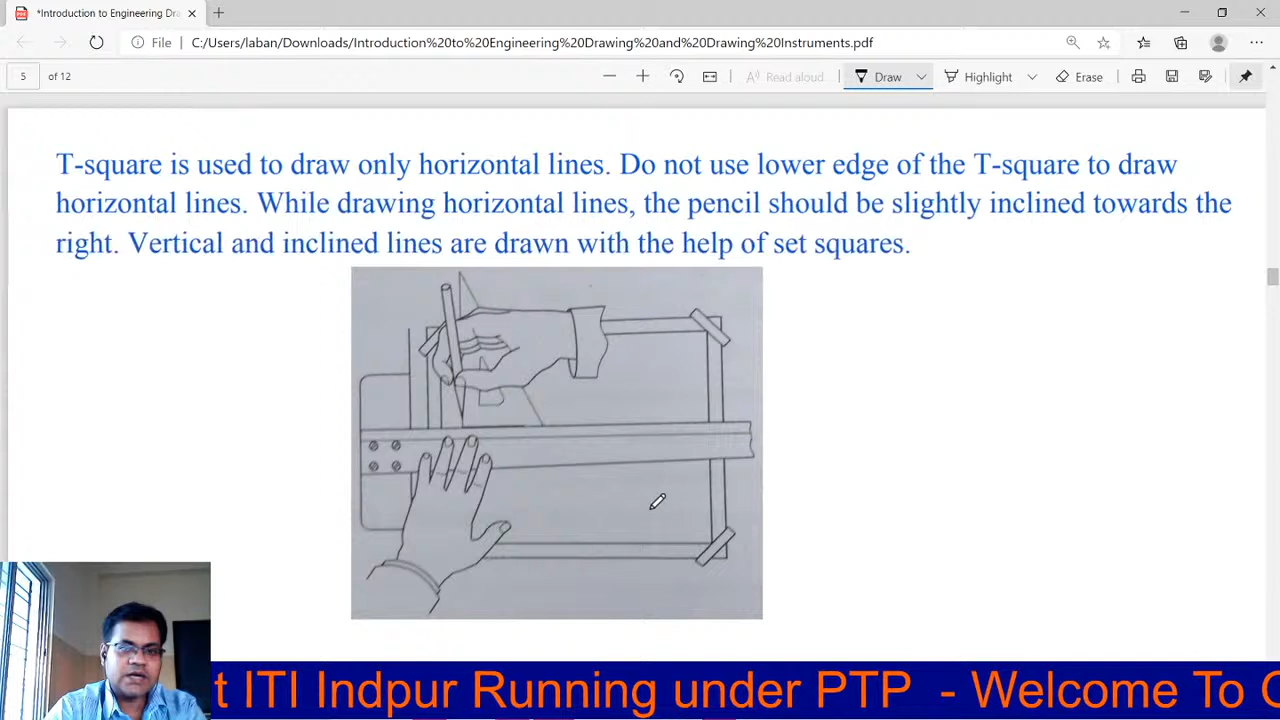 *Introduction to Engineering Dra
File C:/Users/laban/Downloads/Introduction%20to%20Engineering%20Drawing%20and%20Drawing%20Instruments.pdf
5 of 12 Read aloud Draw Highlight Erase
T-square is used to draw only horizontal lines. Do not use lower edge of the T-square to draw
horizontal lines. While drawing horizontal lines, the pencil should be slightly inclined towards the
right. Vertical and inclined lines are drawn with the help of set squares.
t ITI Indpur Running under PTP - Welcome To